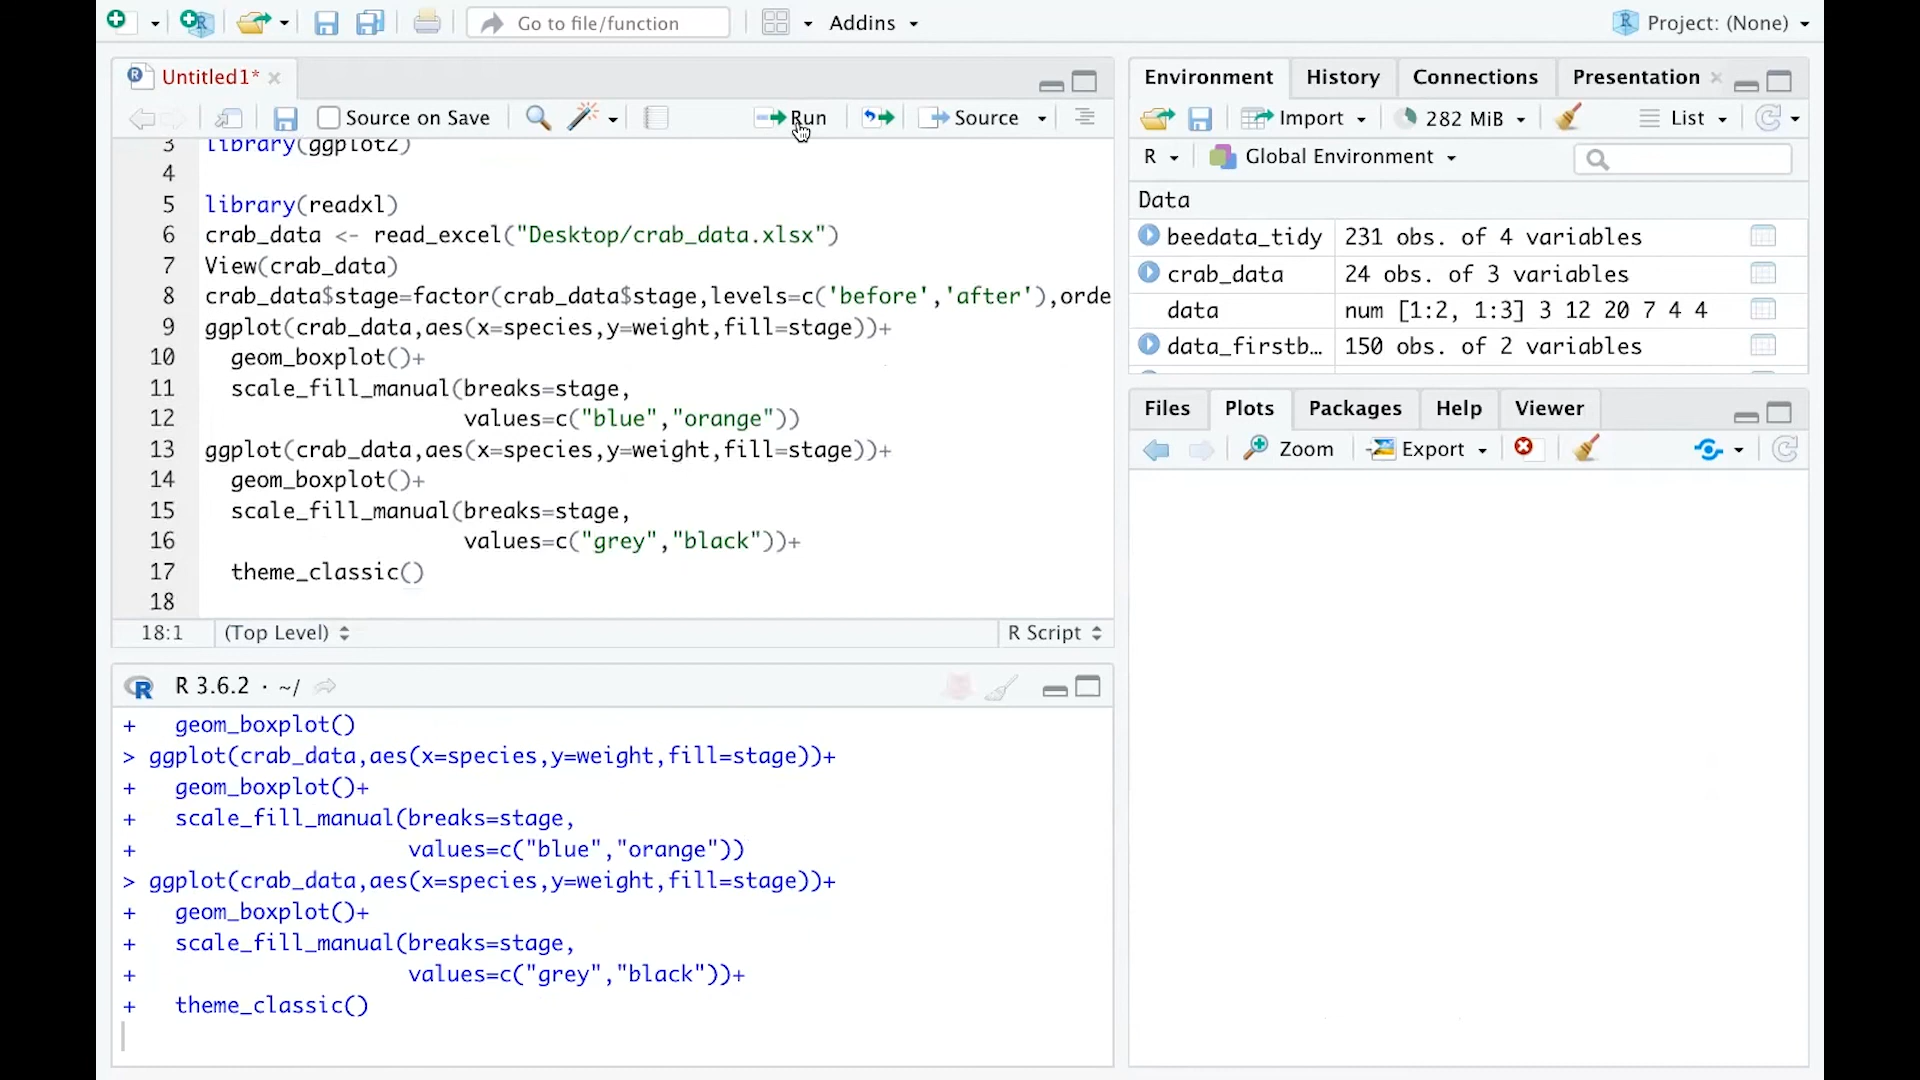 Go to file/function
Addins
Project: (None)
Untitled1*
Source on Save
Run
Source
3 library(ggplot2)
4
5 library(readxl)
6 crab_data <- read_excel("Desktop/crab_data.xlsx")
7 View(crab_data)
8 crab_data$stage=factor(crab_data$stage,levels=c('before','after'),orde
9 ggplot(crab_data,aes(x=species,y=weight,fill=stage))+
10 geom_boxplot()+
11 scale_fill_manual(breaks=stage,
12 values=c("blue","orange"))
13 ggplot(crab_data,aes(x=species,y=weight,fill=stage))+
14 geom_boxplot()+
15 scale_fill_manual(breaks=stage,
16 values=c("grey","black"))+
17 theme_classic()
18
18:1 (Top Level) R Script
R 3.6.2 · ~/
+ geom_boxplot()
> ggplot(crab_data,aes(x=species,y=weight,fill=stage))+
+ geom_boxplot()+
+ scale_fill_manual(breaks=stage,
+ values=c("blue","orange"))
> ggplot(crab_data,aes(x=species,y=weight,fill=stage))+
+ geom_boxplot()+
+ scale_fill_manual(breaks=stage,
+ values=c("grey","black"))+
+ theme_classic()
Environment History Connections Presentation
Import 282 MiB List
R Global Environment
Data
beedata_tidy 231 obs. of 4 variables
crab_data 24 obs. of 3 variables
data num [1:2, 1:3] 3 12 20 7 4 4
data_firstb… 150 obs. of 2 variables
Files Plots Packages Help Viewer
Zoom Export